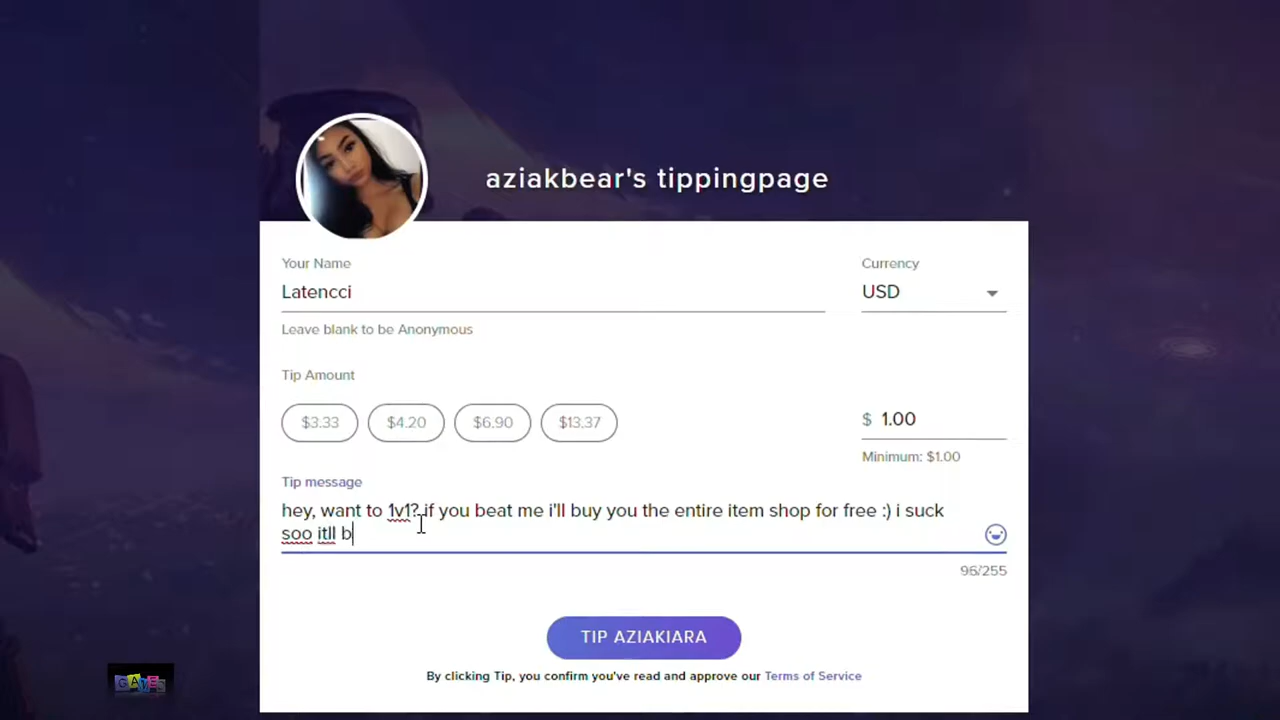 aziakbear's tippingpage
Your Name
Currency
Latencci
USD
Leave blank to be Anonymous
Tip Amount
$3.33
$4.20
$6.90
$13.37
$ 1.00
Minimum: $1.00
Tip message
hey, want to 1v1? if you beat me i'll buy you the entire item shop for free :) i suck
soo itll b
96/255
TIP AZIAKIARA
By clicking Tip, you confirm you've read and approve our Terms of Service
GAMES